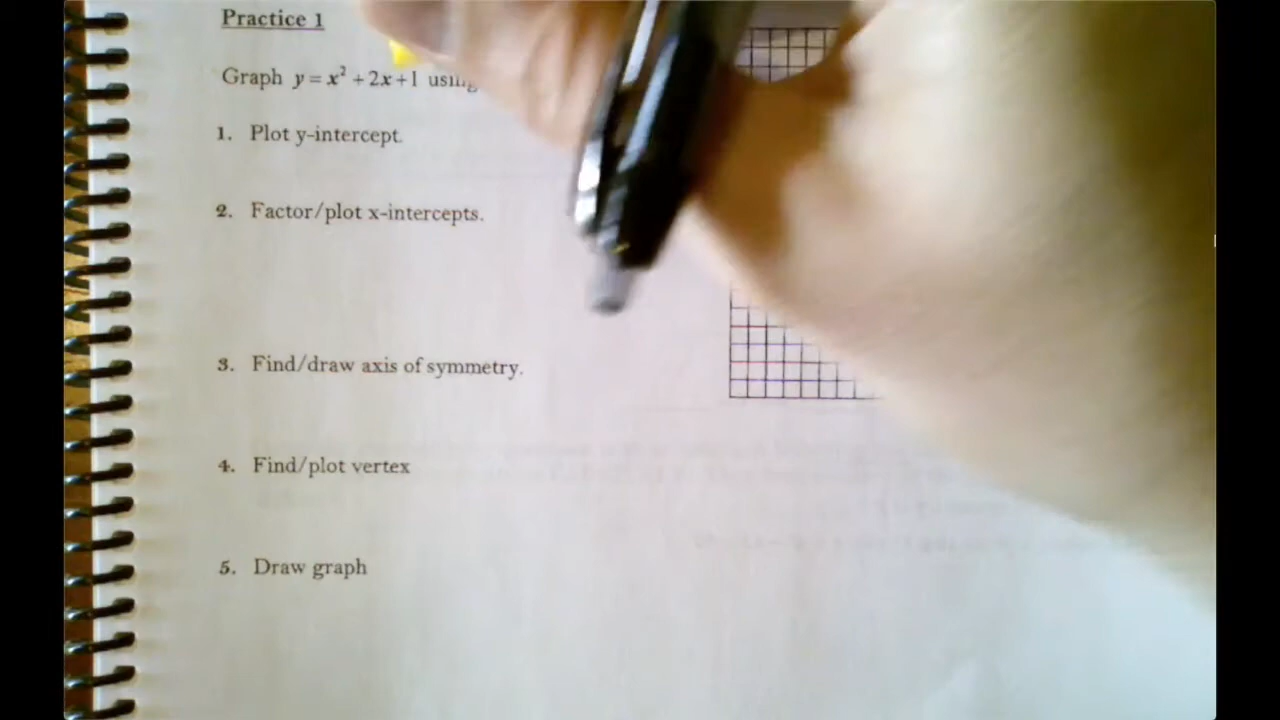 Practice 1
Graph y = x² + 2x + 1 using
1. Plot y-intercept.
2. Factor/plot x-intercepts.
3. Find/draw axis of symmetry.
4. Find/plot vertex
5. Draw graph